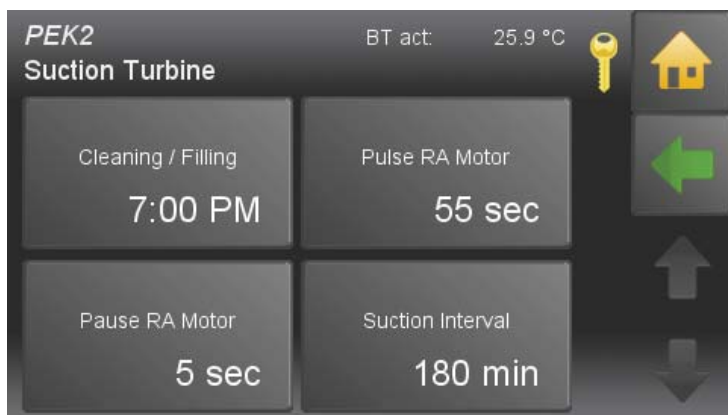 PEK2
BT act: 25.9 °C
Suction Turbine
Cleaning / Filling
7:00 PM
Pulse RA Motor
55 sec
Pause RA Motor
5 sec
Suction Interval
180 min